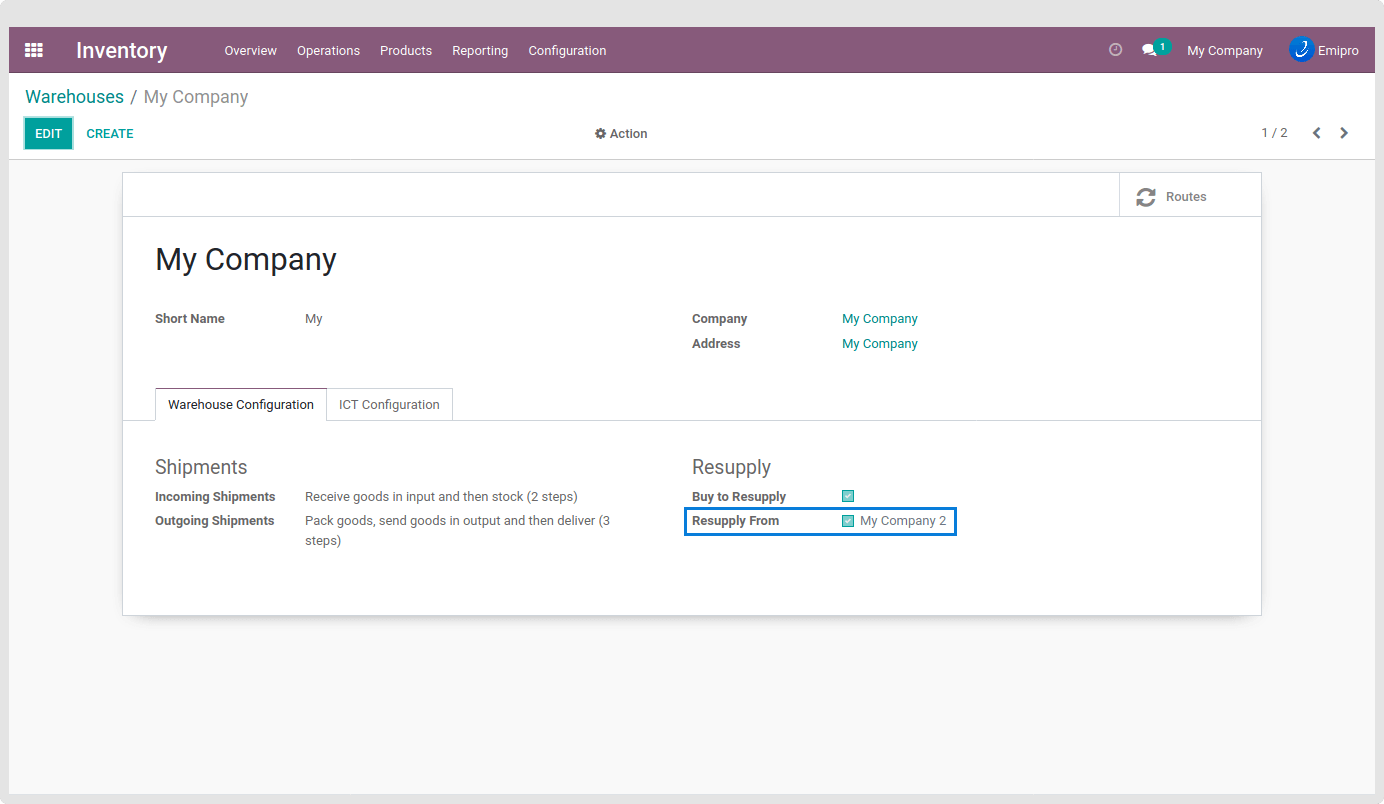 Inventory Overview Operations Products Reporting Configuration 1 My Company Emipro
Warehouses / My Company
EDIT CREATE Action 1 / 2
Routes
My Company
Short Name My Company My Company
Address My Company
Warehouse Configuration ICT Configuration
Shipments Resupply
Incoming Shipments Receive goods in input and then stock (2 steps) Buy to Resupply
Outgoing Shipments Pack goods, send goods in output and then deliver (3 Resupply From My Company 2
steps)